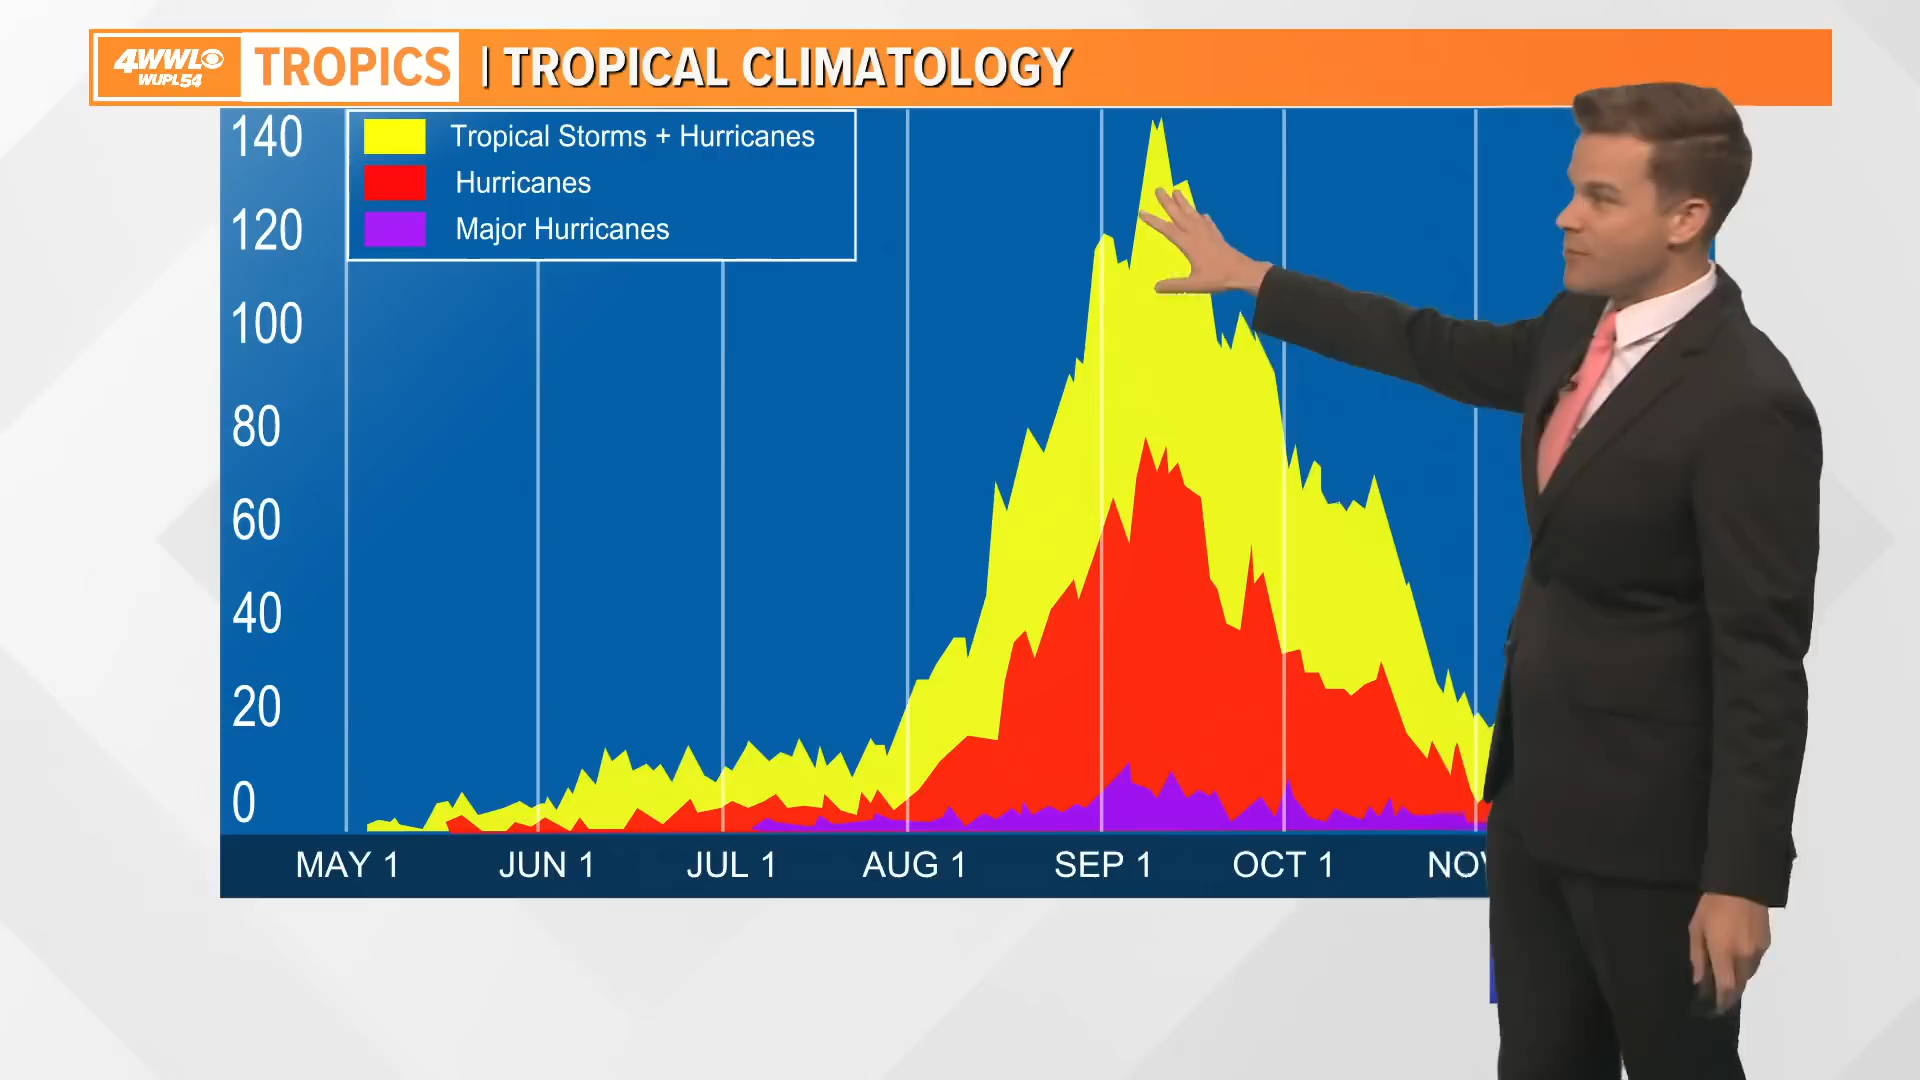 4WWL
WUPL54
TROPICS | TROPICAL CLIMATOLOGY
Tropical Storms + Hurricanes
Hurricanes
Major Hurricanes
140
120
100
80
60
40
20
0
MAY 1 JUN 1 JUL 1 AUG 1 SEP 1 OCT 1 NOV